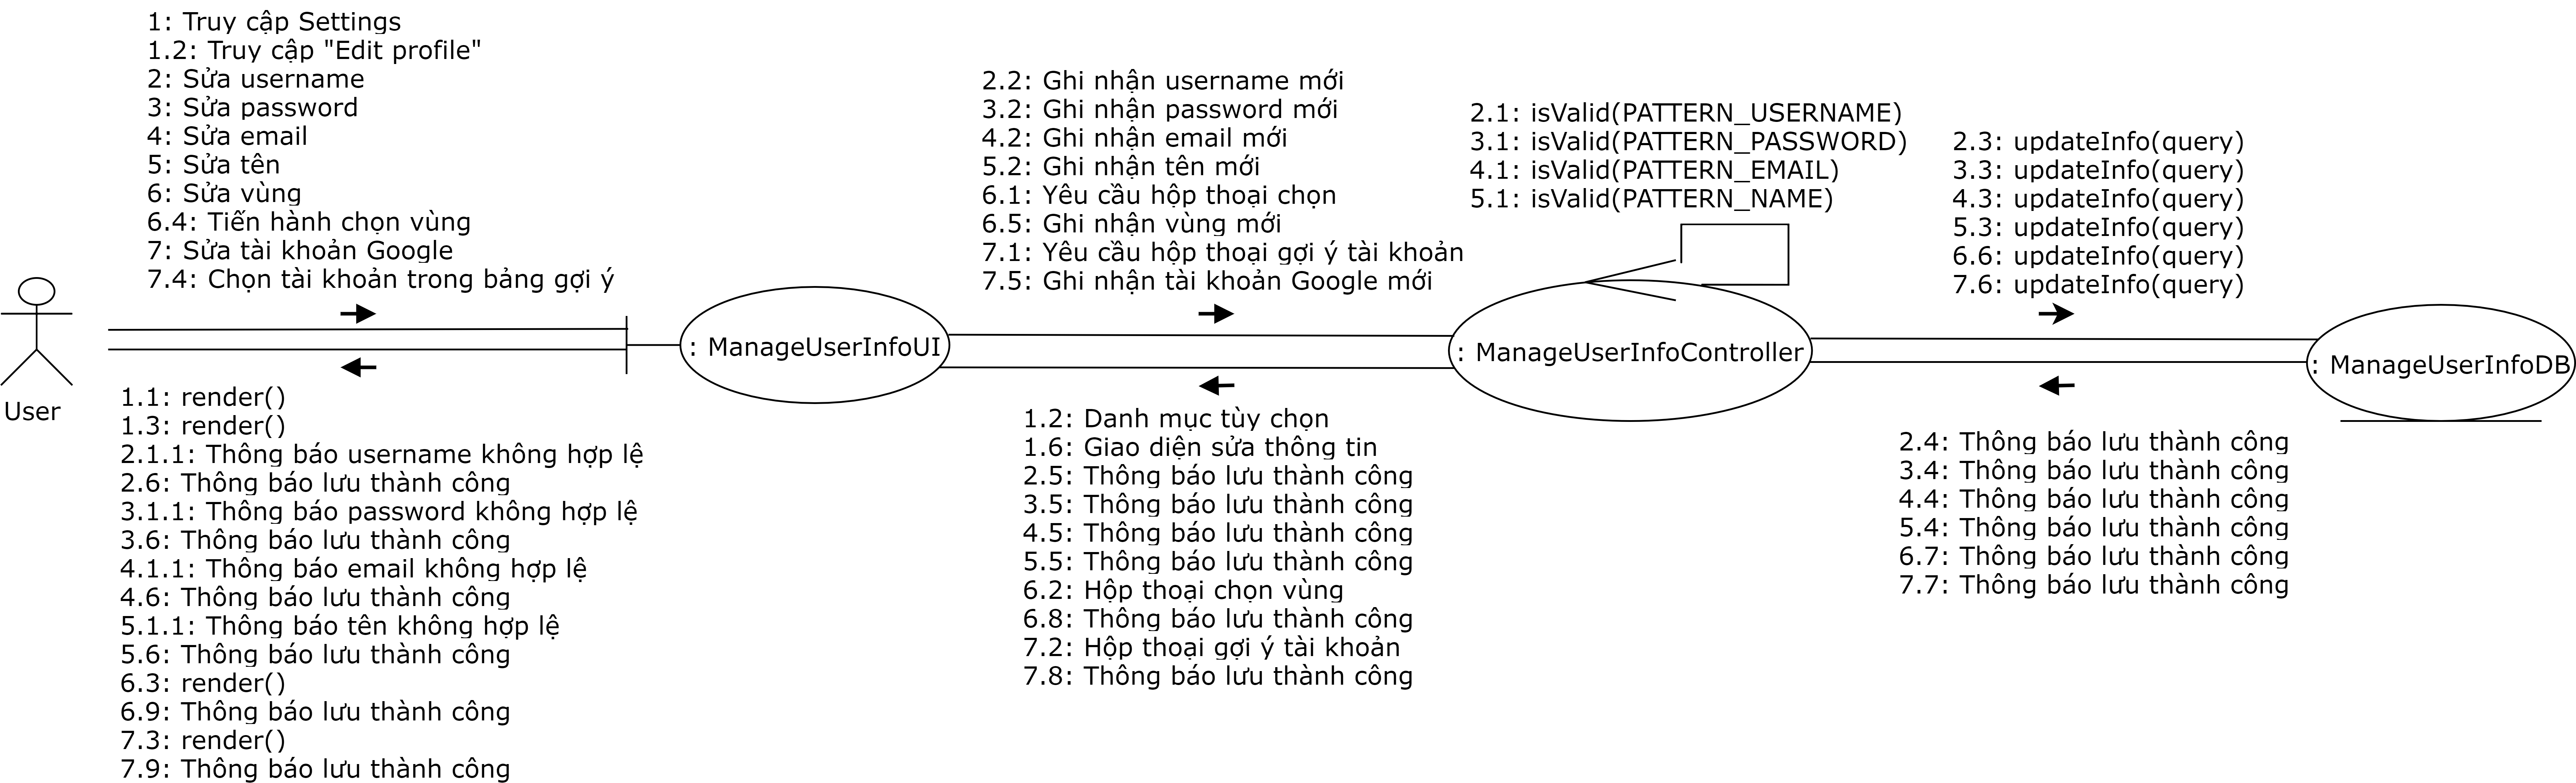 1: Truy cập Settings
1.2: Truy cập "Edit profile"
2: Sửa username
3: Sửa password
4: Sửa email
5: Sửa tên
6: Sửa vùng
6.4: Tiến hành chọn vùng
7: Sửa tài khoản Google
7.4: Chọn tài khoản trong bảng gợi ý
2.2: Ghi nhận username mới
3.2: Ghi nhận password mới
4.2: Ghi nhận email mới
5.2: Ghi nhận tên mới
6.1: Yêu cầu hộp thoại chọn
6.5: Ghi nhận vùng mới
7.1: Yêu cầu hộp thoại gợi ý tài khoản
7.5: Ghi nhận tài khoản Google mới
2.1: isValid(PATTERN_USERNAME)
3.1: isValid(PATTERN_PASSWORD)
4.1: isValid(PATTERN_EMAIL)
5.1: isValid(PATTERN_NAME)
2.3: updateInfo(query)
3.3: updateInfo(query)
4.3: updateInfo(query)
5.3: updateInfo(query)
6.6: updateInfo(query)
7.6: updateInfo(query)
User
: ManageUserInfoUI
: ManageUserInfoController
: ManageUserInfoDB
1.1: render()
1.3: render()
2.1.1: Thông báo username không hợp lệ
2.6: Thông báo lưu thành công
3.1.1: Thông báo password không hợp lệ
3.6: Thông báo lưu thành công
4.1.1: Thông báo email không hợp lệ
4.6: Thông báo lưu thành công
5.1.1: Thông báo tên không hợp lệ
5.6: Thông báo lưu thành công
6.3: render()
6.9: Thông báo lưu thành công
7.3: render()
7.9: Thông báo lưu thành công
1.2: Danh mục tùy chọn
1.6: Giao diện sửa thông tin
2.5: Thông báo lưu thành công
3.5: Thông báo lưu thành công
4.5: Thông báo lưu thành công
5.5: Thông báo lưu thành công
6.2: Hộp thoại chọn vùng
6.8: Thông báo lưu thành công
7.2: Hộp thoại gợi ý tài khoản
7.8: Thông báo lưu thành công
2.4: Thông báo lưu thành công
3.4: Thông báo lưu thành công
4.4: Thông báo lưu thành công
5.4: Thông báo lưu thành công
6.7: Thông báo lưu thành công
7.7: Thông báo lưu thành công